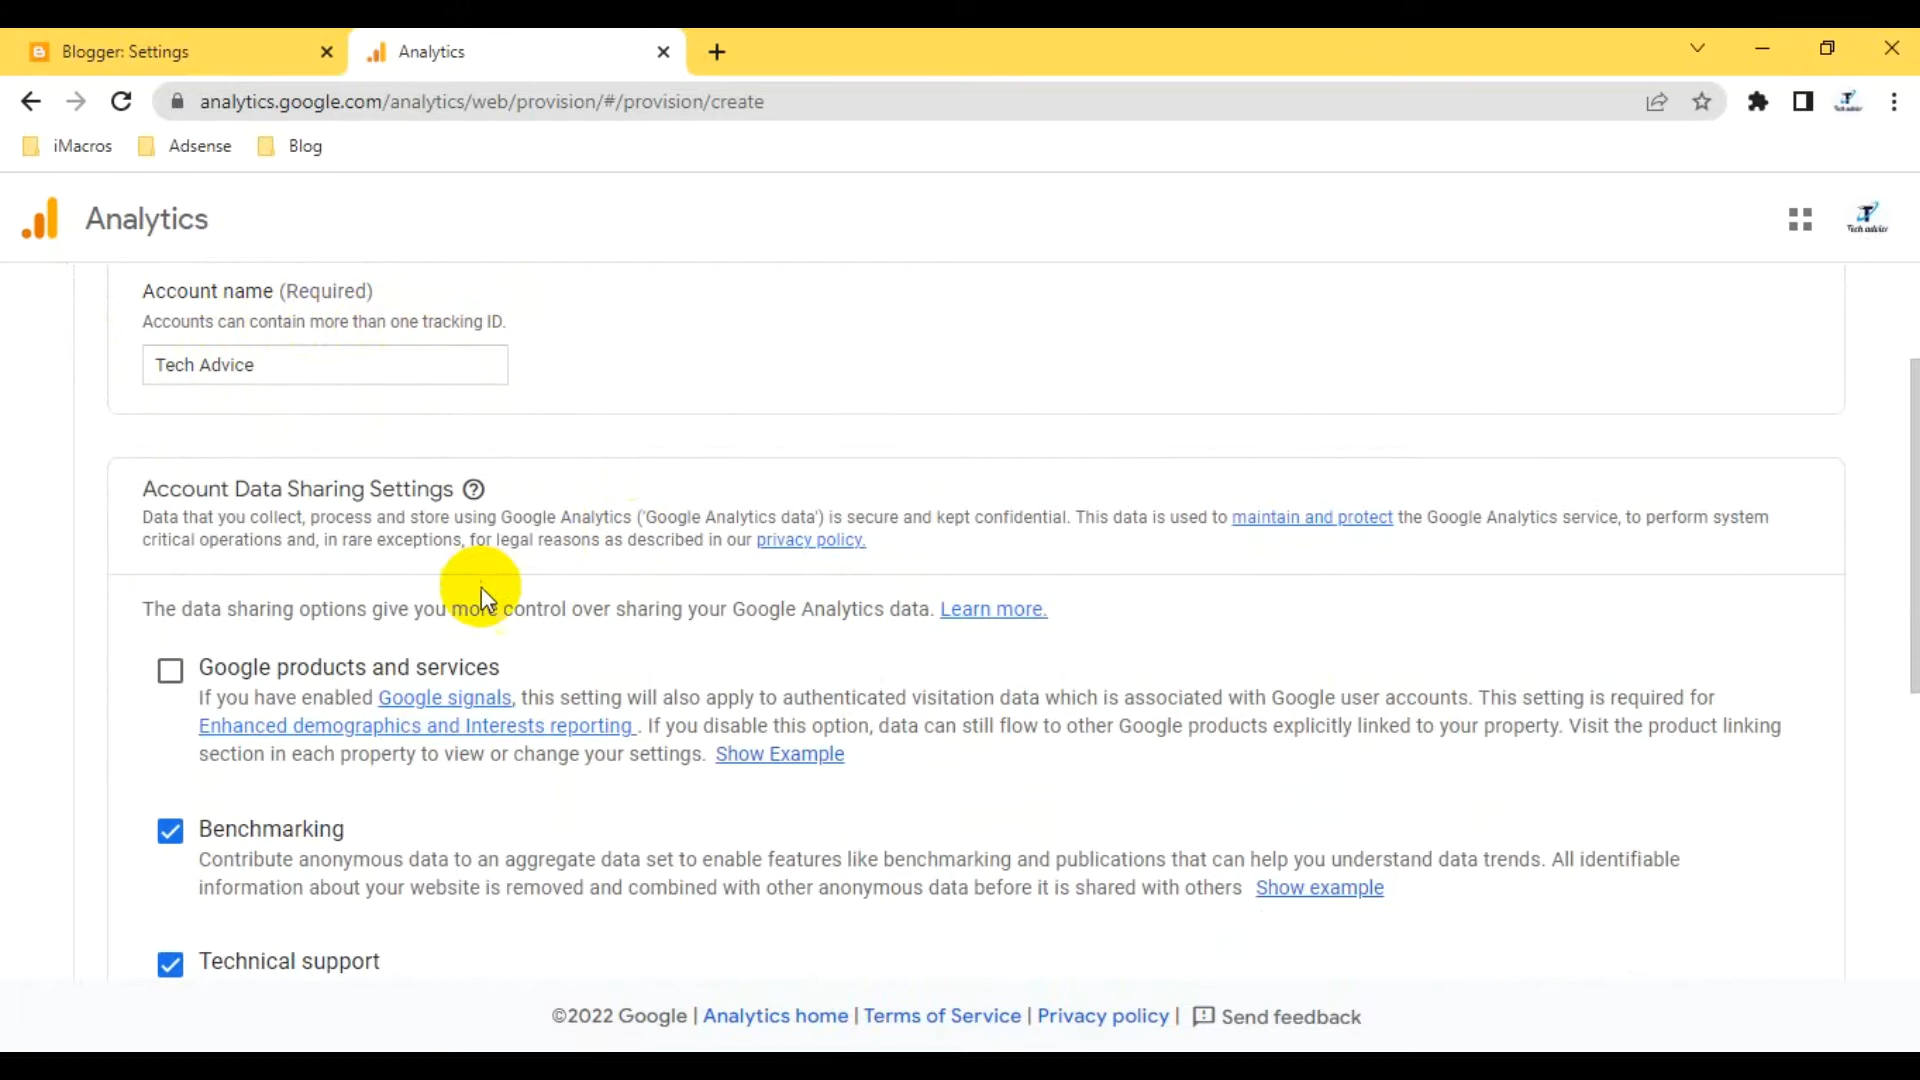 Blogger: Settings
Analytics
analytics.google.com/analytics/web/provision/#/provision/create
iMacros
Adsense
Blog
Analytics
Tech advice
Account name (Required)
Accounts can contain more than one tracking ID.
Tech Advice
Account Data Sharing Settings
Data that you collect, process and store using Google Analytics ('Google Analytics data') is secure and kept confidential. This data is used to maintain and protect the Google Analytics service, to perform system
critical operations and, in rare exceptions, for legal reasons as described in our privacy policy.
The data sharing options give you more control over sharing your Google Analytics data. Learn more.
Google products and services
If you have enabled Google signals, this setting will also apply to authenticated visitation data which is associated with Google user accounts. This setting is required for
Enhanced demographics and Interests reporting . If you disable this option, data can still flow to other Google products explicitly linked to your property. Visit the product linking
section in each property to view or change your settings. Show Example
Benchmarking
Contribute anonymous data to an aggregate data set to enable features like benchmarking and publications that can help you understand data trends. All identifiable
information about your website is removed and combined with other anonymous data before it is shared with others Show example
Technical support
©2022 Google | Analytics home | Terms of Service | Privacy policy | Send feedback